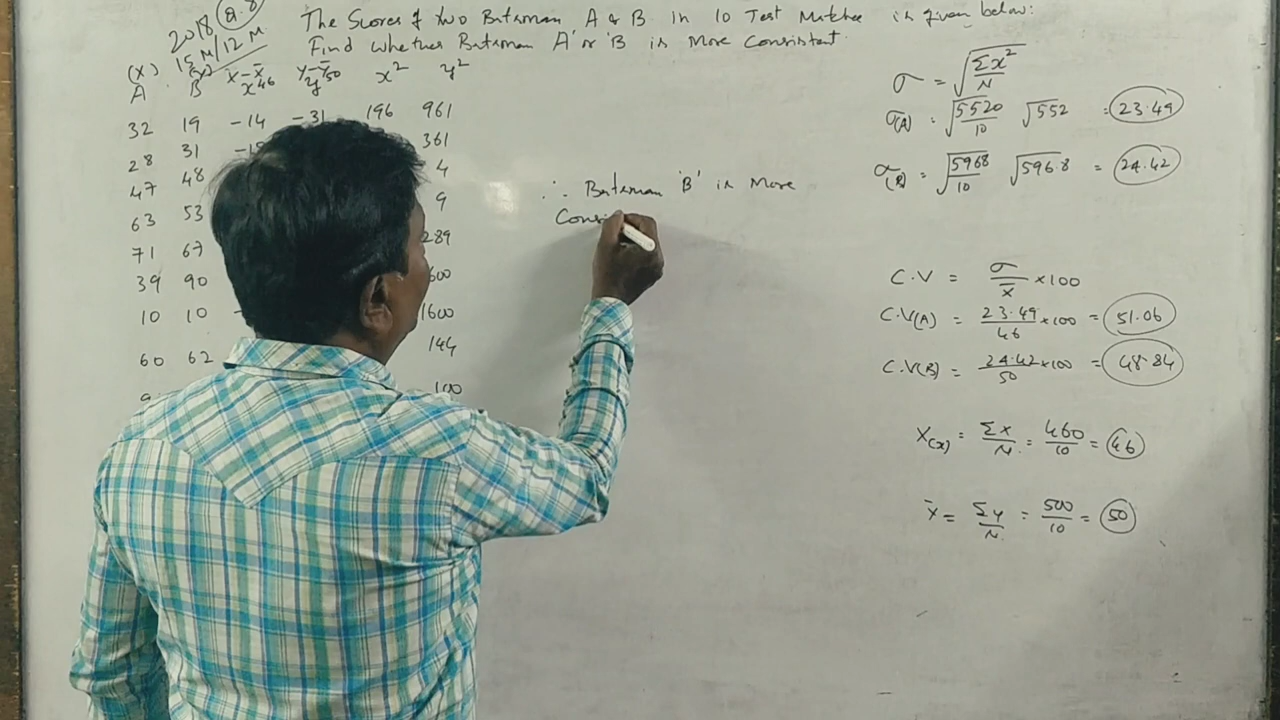 2018 Q.8
15 M/12 M
The Scores of two Batsman A & B in 10 Test Matches is given below:
Find whether Batsman 'A' or 'B' is More Consistent.
(X) A B X-X̄ x 46 Y-Ȳ 50 y x² y²
32 19 -14 -31 196 961
28 31 361
47 48 4
63 53 9
71 67 289
39 90 600
10 10 - 1600
60 62 144
100
∴ Batsman 'B' is More
Consi
σ = √Σx²/N
σ(A) = √5520/10 √552 = 23.49
σ(B) = √5968/10 √596.8 = 24.42
C.V = σ/x̄ ×100
C.V(A) = 23.49/46 ×100 = 51.06
C.V(B) = 24.42/50 ×100 = 48.84
X(x) = ΣX/N = 460/10 = 46
Ȳ = Σy/N = 500/10 = 50